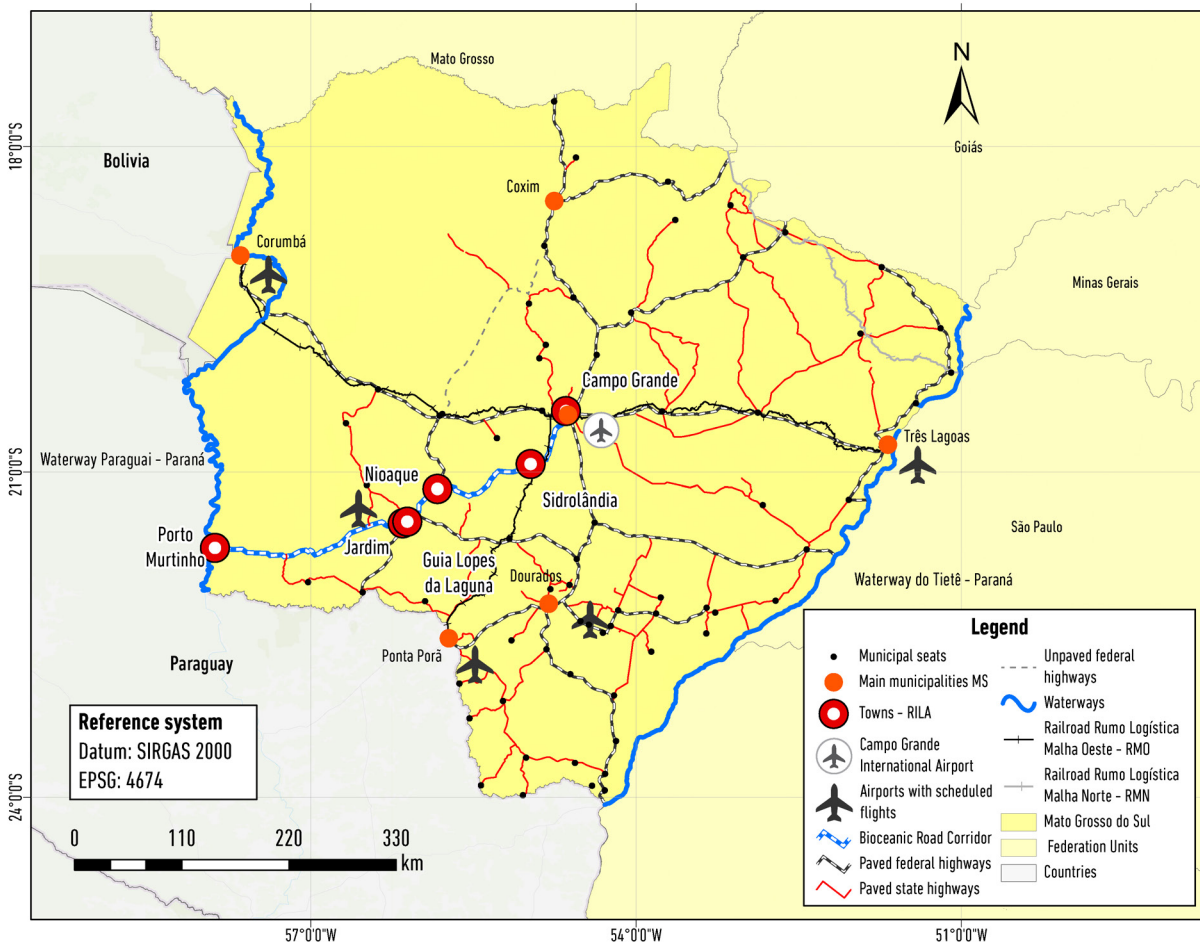 Mato Grosso
N
18°0'0"S
Bolivia
Goiás
Coxim
Corumbá
Minas Gerais
Campo Grande
Três Lagoas
Waterway Paraguai - Paraná
21°0'0"S
Nioaque
Sidrolândia
São Paulo
Porto
Murtinho
Jardim
Guia Lopes
da Laguna
Dourados
Waterway do Tietê - Paraná
Ponta Porã
Paraguay
Reference system
Datum: SIRGAS 2000
EPSG: 4674
24°0'0"S
0 110 220 330
km
57°0'0"W 54°0'0"W 51°0'0"W
Legend
Municipal seats
Main municipalities MS
Towns - RILA
Campo Grande
International Airport
Airports with scheduled
flights
Bioceanic Road Corridor
Paved federal highways
Paved state highways
Unpaved federal
highways
Waterways
Railroad Rumo Logística
Malha Oeste - RMO
Railroad Rumo Logística
Malha Norte - RMN
Mato Grosso do Sul
Federation Units
Countries